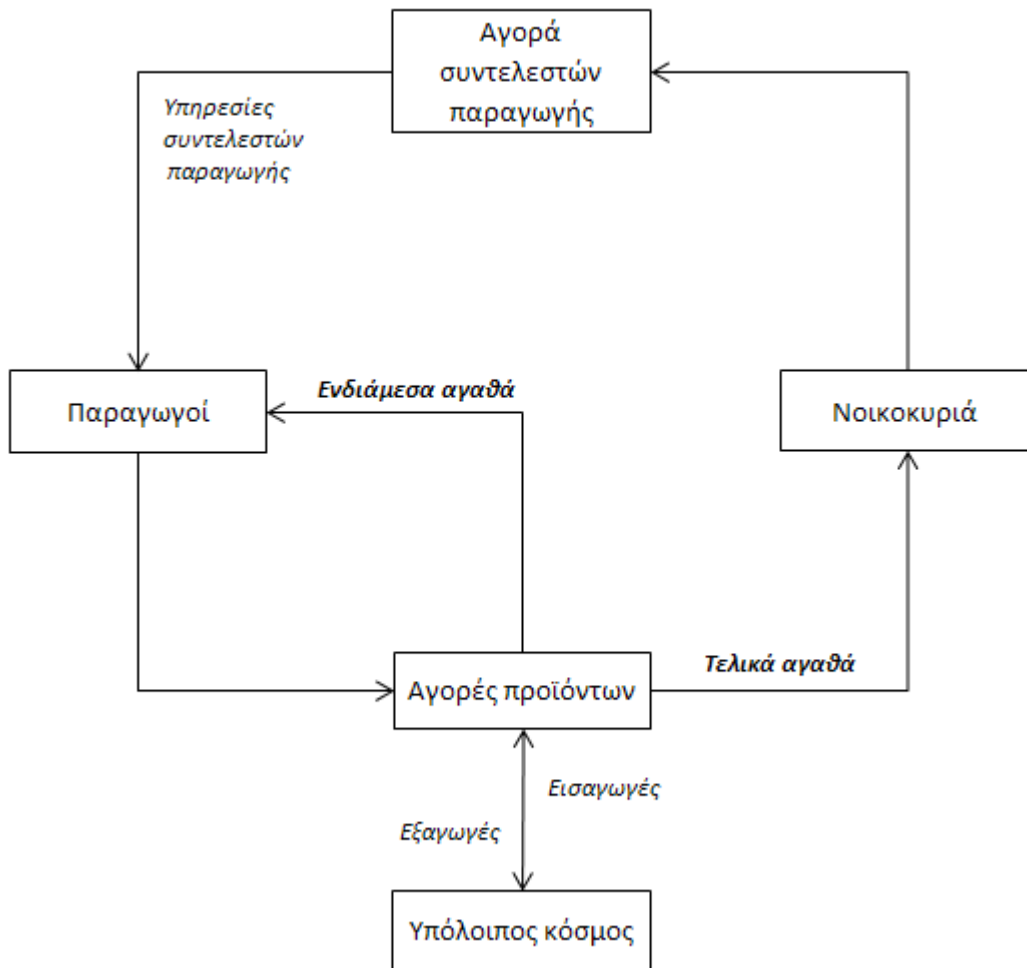 Αγορά
συντελεστών
παραγωγής
Υπηρεσίες
συντελεστών
παραγωγής
Παραγωγοί
Ενδιάμεσα αγαθά
Νοικοκυριά
Τελικά αγαθά
Αγορές προϊόντων
Εισαγωγές
Εξαγωγές
Υπόλοιπος κόσμος